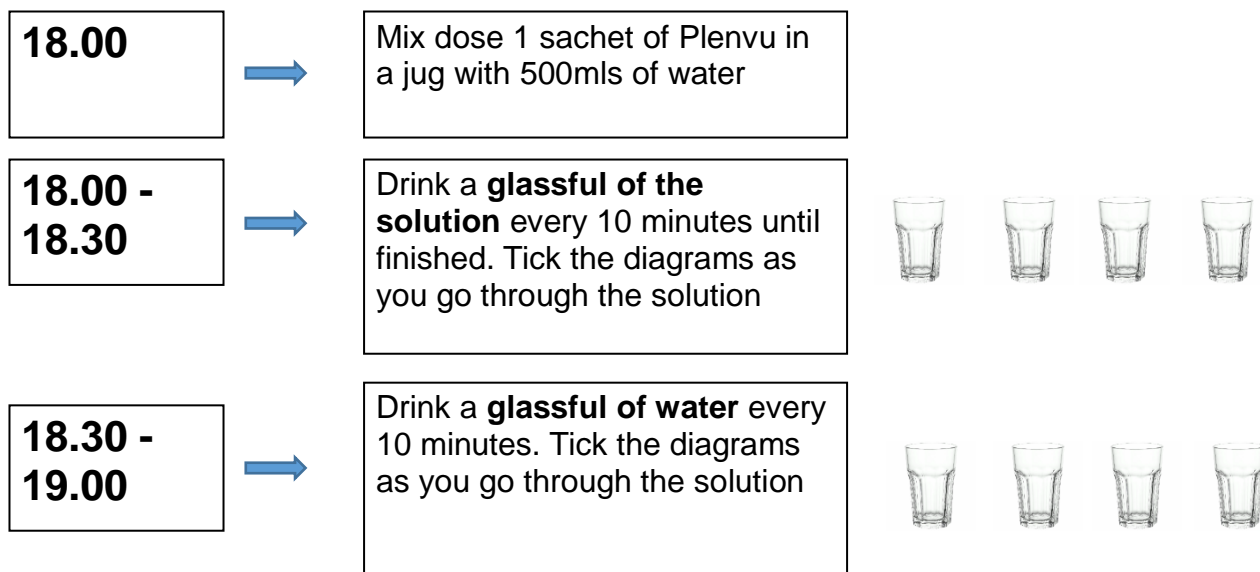 18.00
Mix dose 1 sachet of Plenvu in
a jug with 500mls of water
18.00 -
18.30
Drink a glassful of the
solution every 10 minutes until
finished. Tick the diagrams as
you go through the solution
18.30 -
19.00
Drink a glassful of water every
10 minutes. Tick the diagrams
as you go through the solution